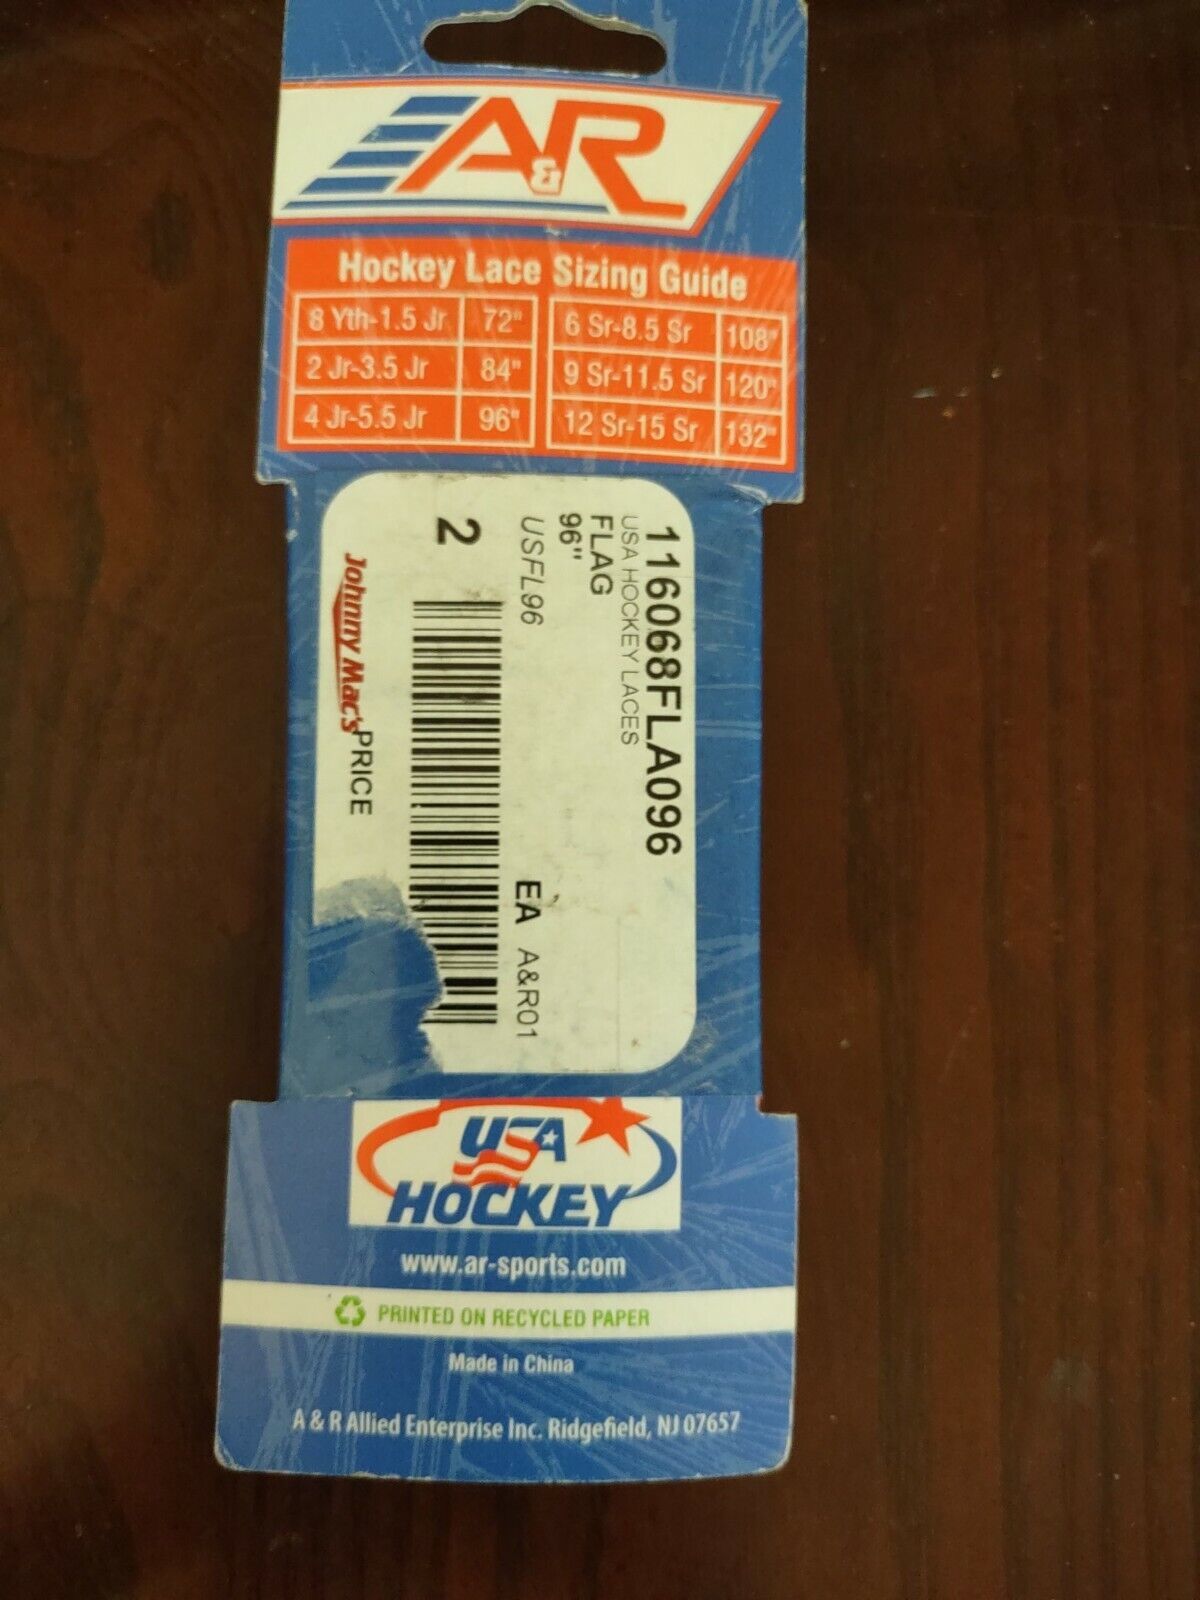 A&R
Hockey Lace Sizing Guide
8 Yth-1.5 Jr 72" 6 Sr-8.5 Sr 108"
2 Jr-3.5 Jr 84" 9 Sr-11.5 Sr 120"
4 Jr-5.5 Jr 96" 12 Sr-15 Sr 132"
116068FLA096
USA HOCKEY LACES
FLAG
96"
USFL96 EA A&R01
2
Johnny Mac's PRICE
USA
HOCKEY
www.ar-sports.com
PRINTED ON RECYCLED PAPER
Made in China
A & R Allied Enterprise Inc. Ridgefield, NJ 07657